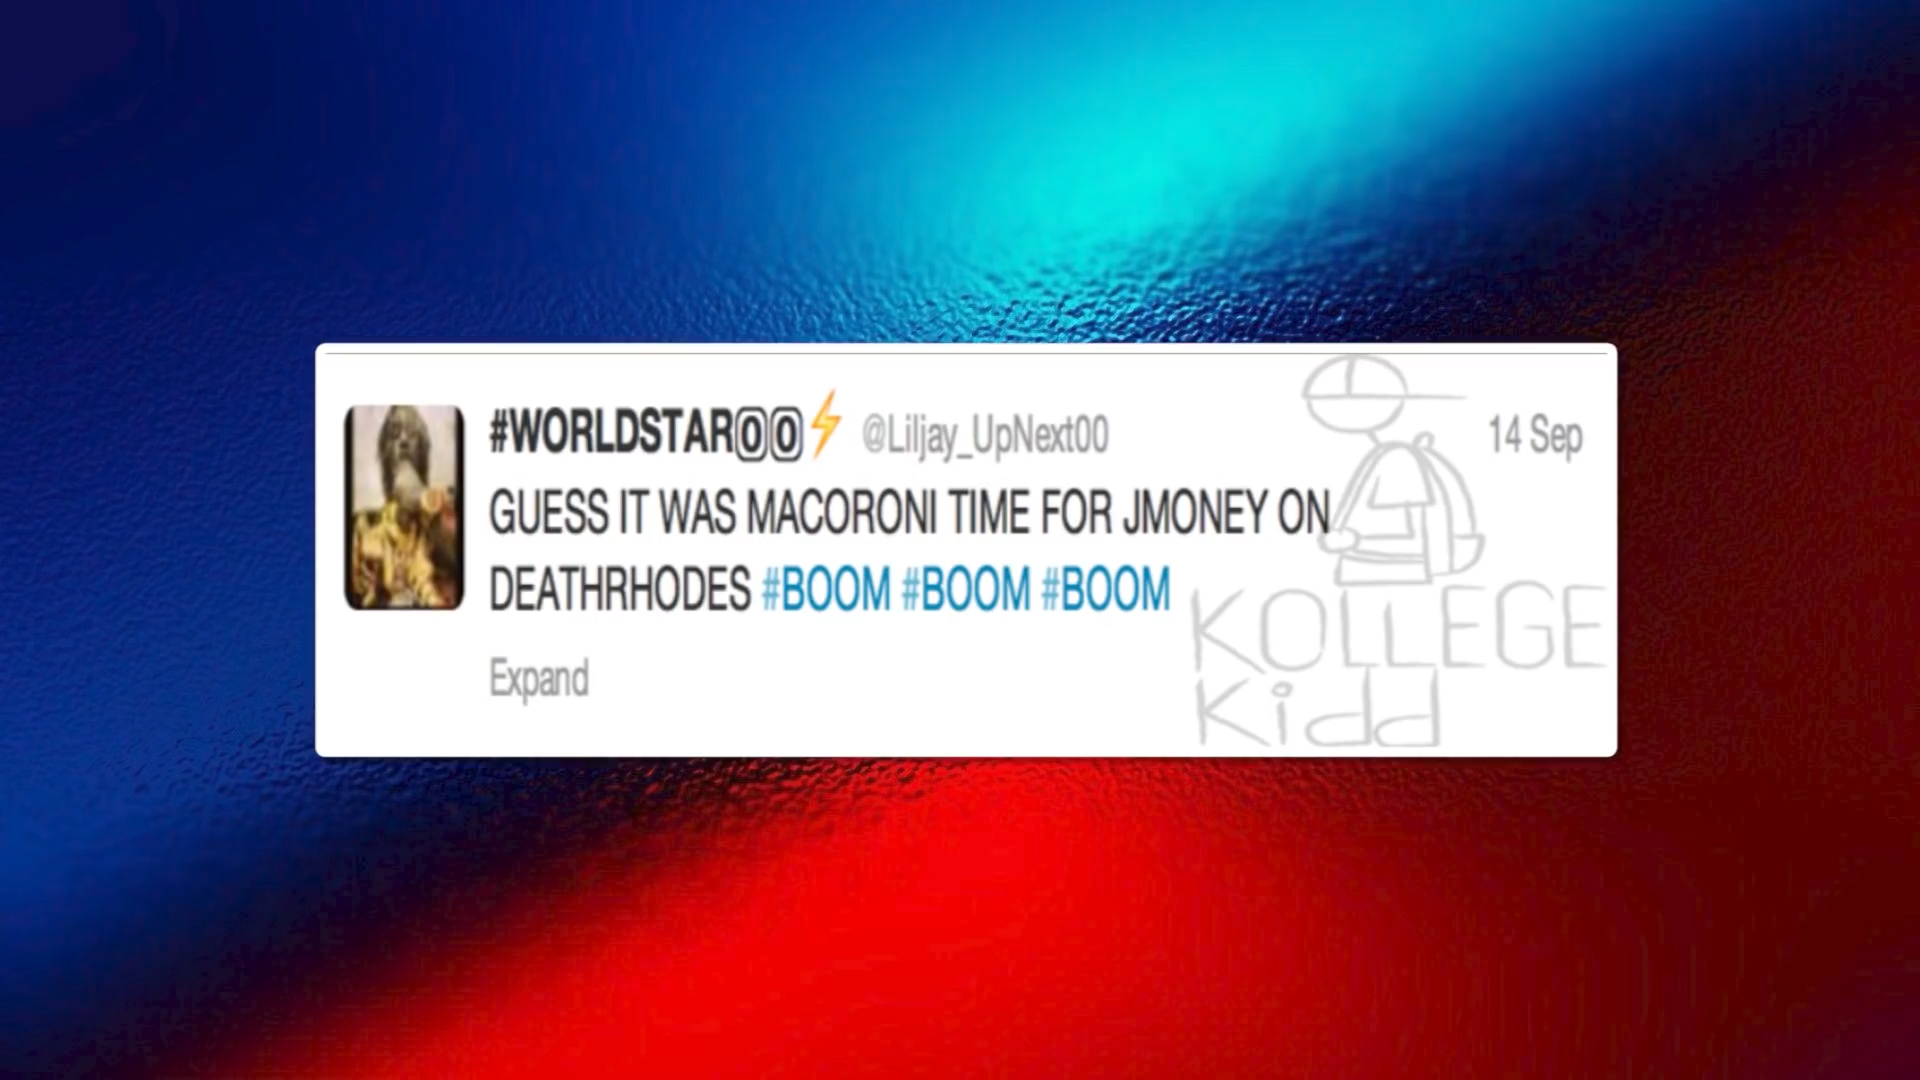 #WORLDSTAR00⚡ @Liljay_UpNext00 14 Sep
GUESS IT WAS MACORONI TIME FOR JMONEY ON
DEATHRHODES #BOOM #BOOM #BOOM
Expand
KOLLEGE
Kidd